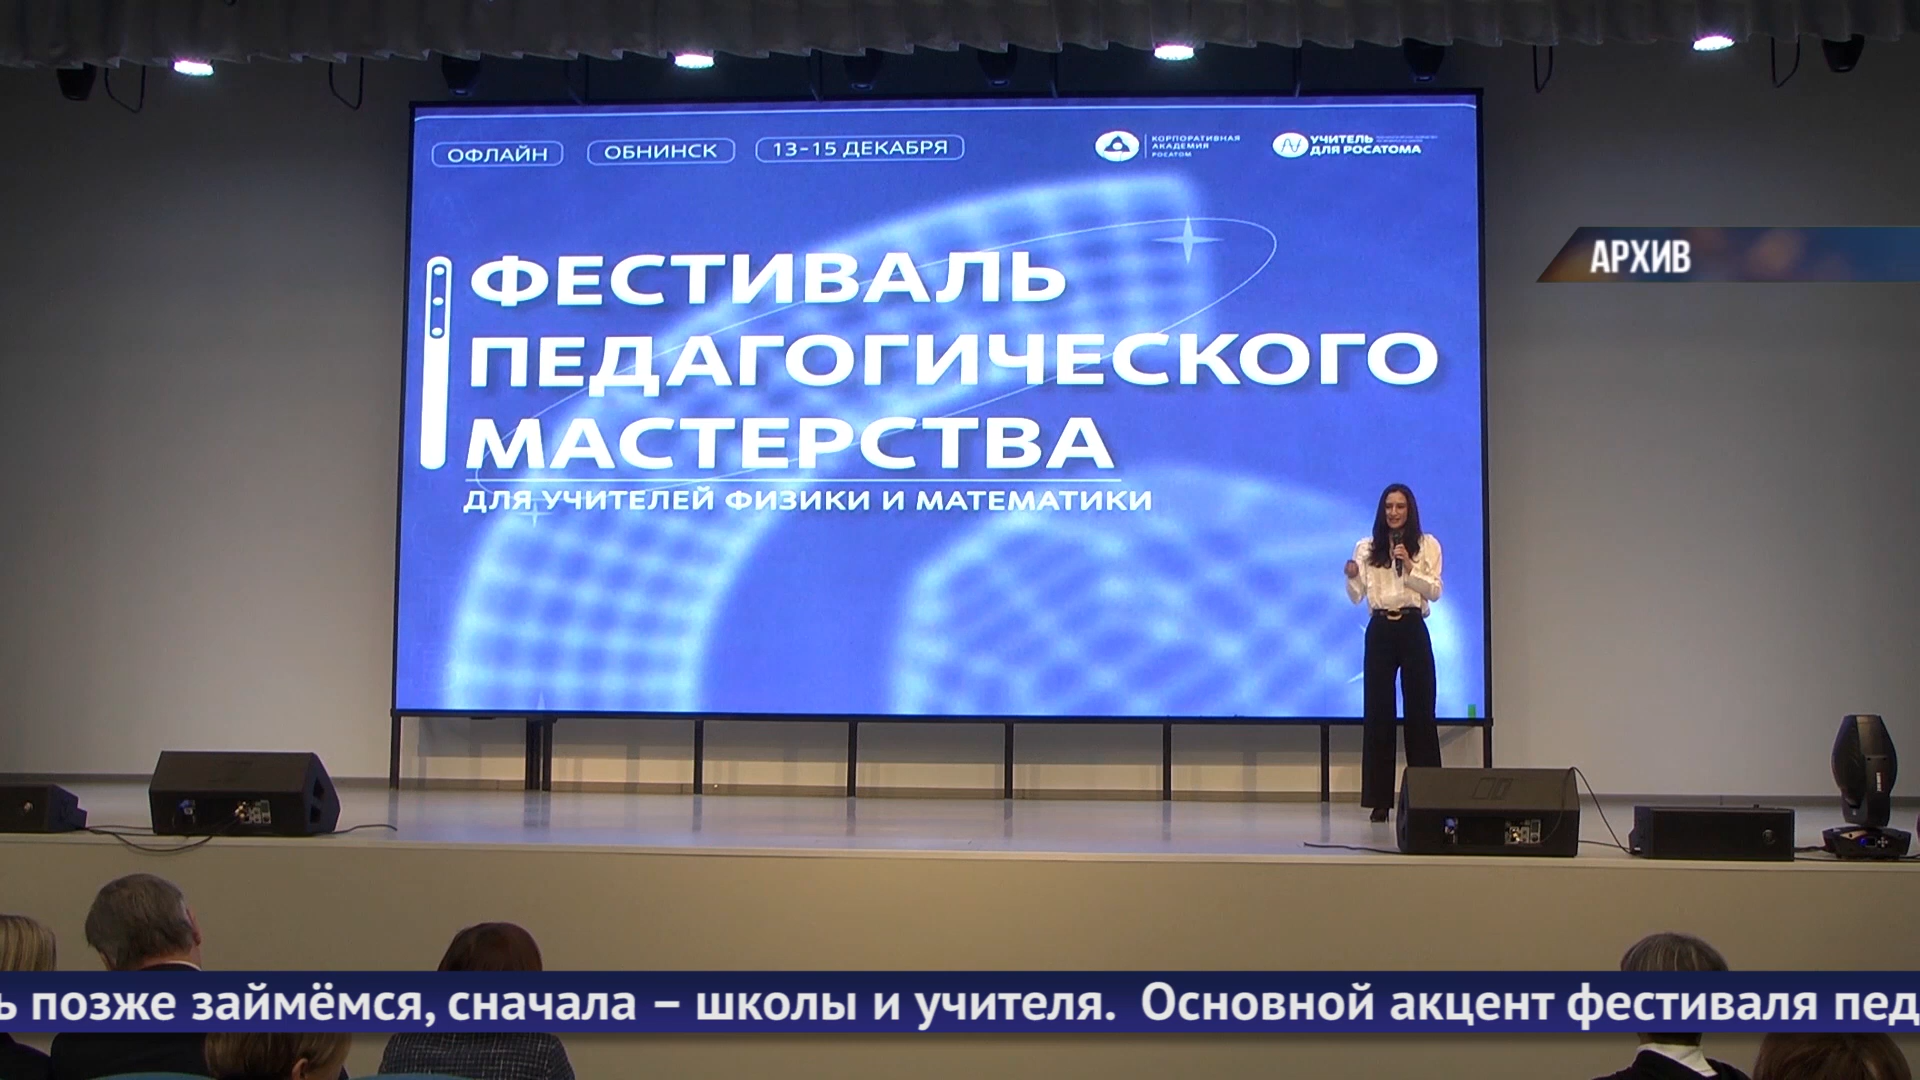 ОФЛАЙН
ОБНИНСК
13-15 ДЕКАБРЯ
КОРПОРАТИВНАЯ
АКАДЕМИЯ
РОСАТОМ
УЧИТЕЛЬ
ДЛЯ РОСАТОМА
АРХИВ
ФЕСТИВАЛЬ
ПЕДАГОГИЧЕСКОГО
МАСТЕРСТВА
ДЛЯ УЧИТЕЛЕЙ ФИЗИКИ И МАТЕМАТИКИ
ь позже займёмся, сначала – школы и учителя. Основной акцент фестиваля пед